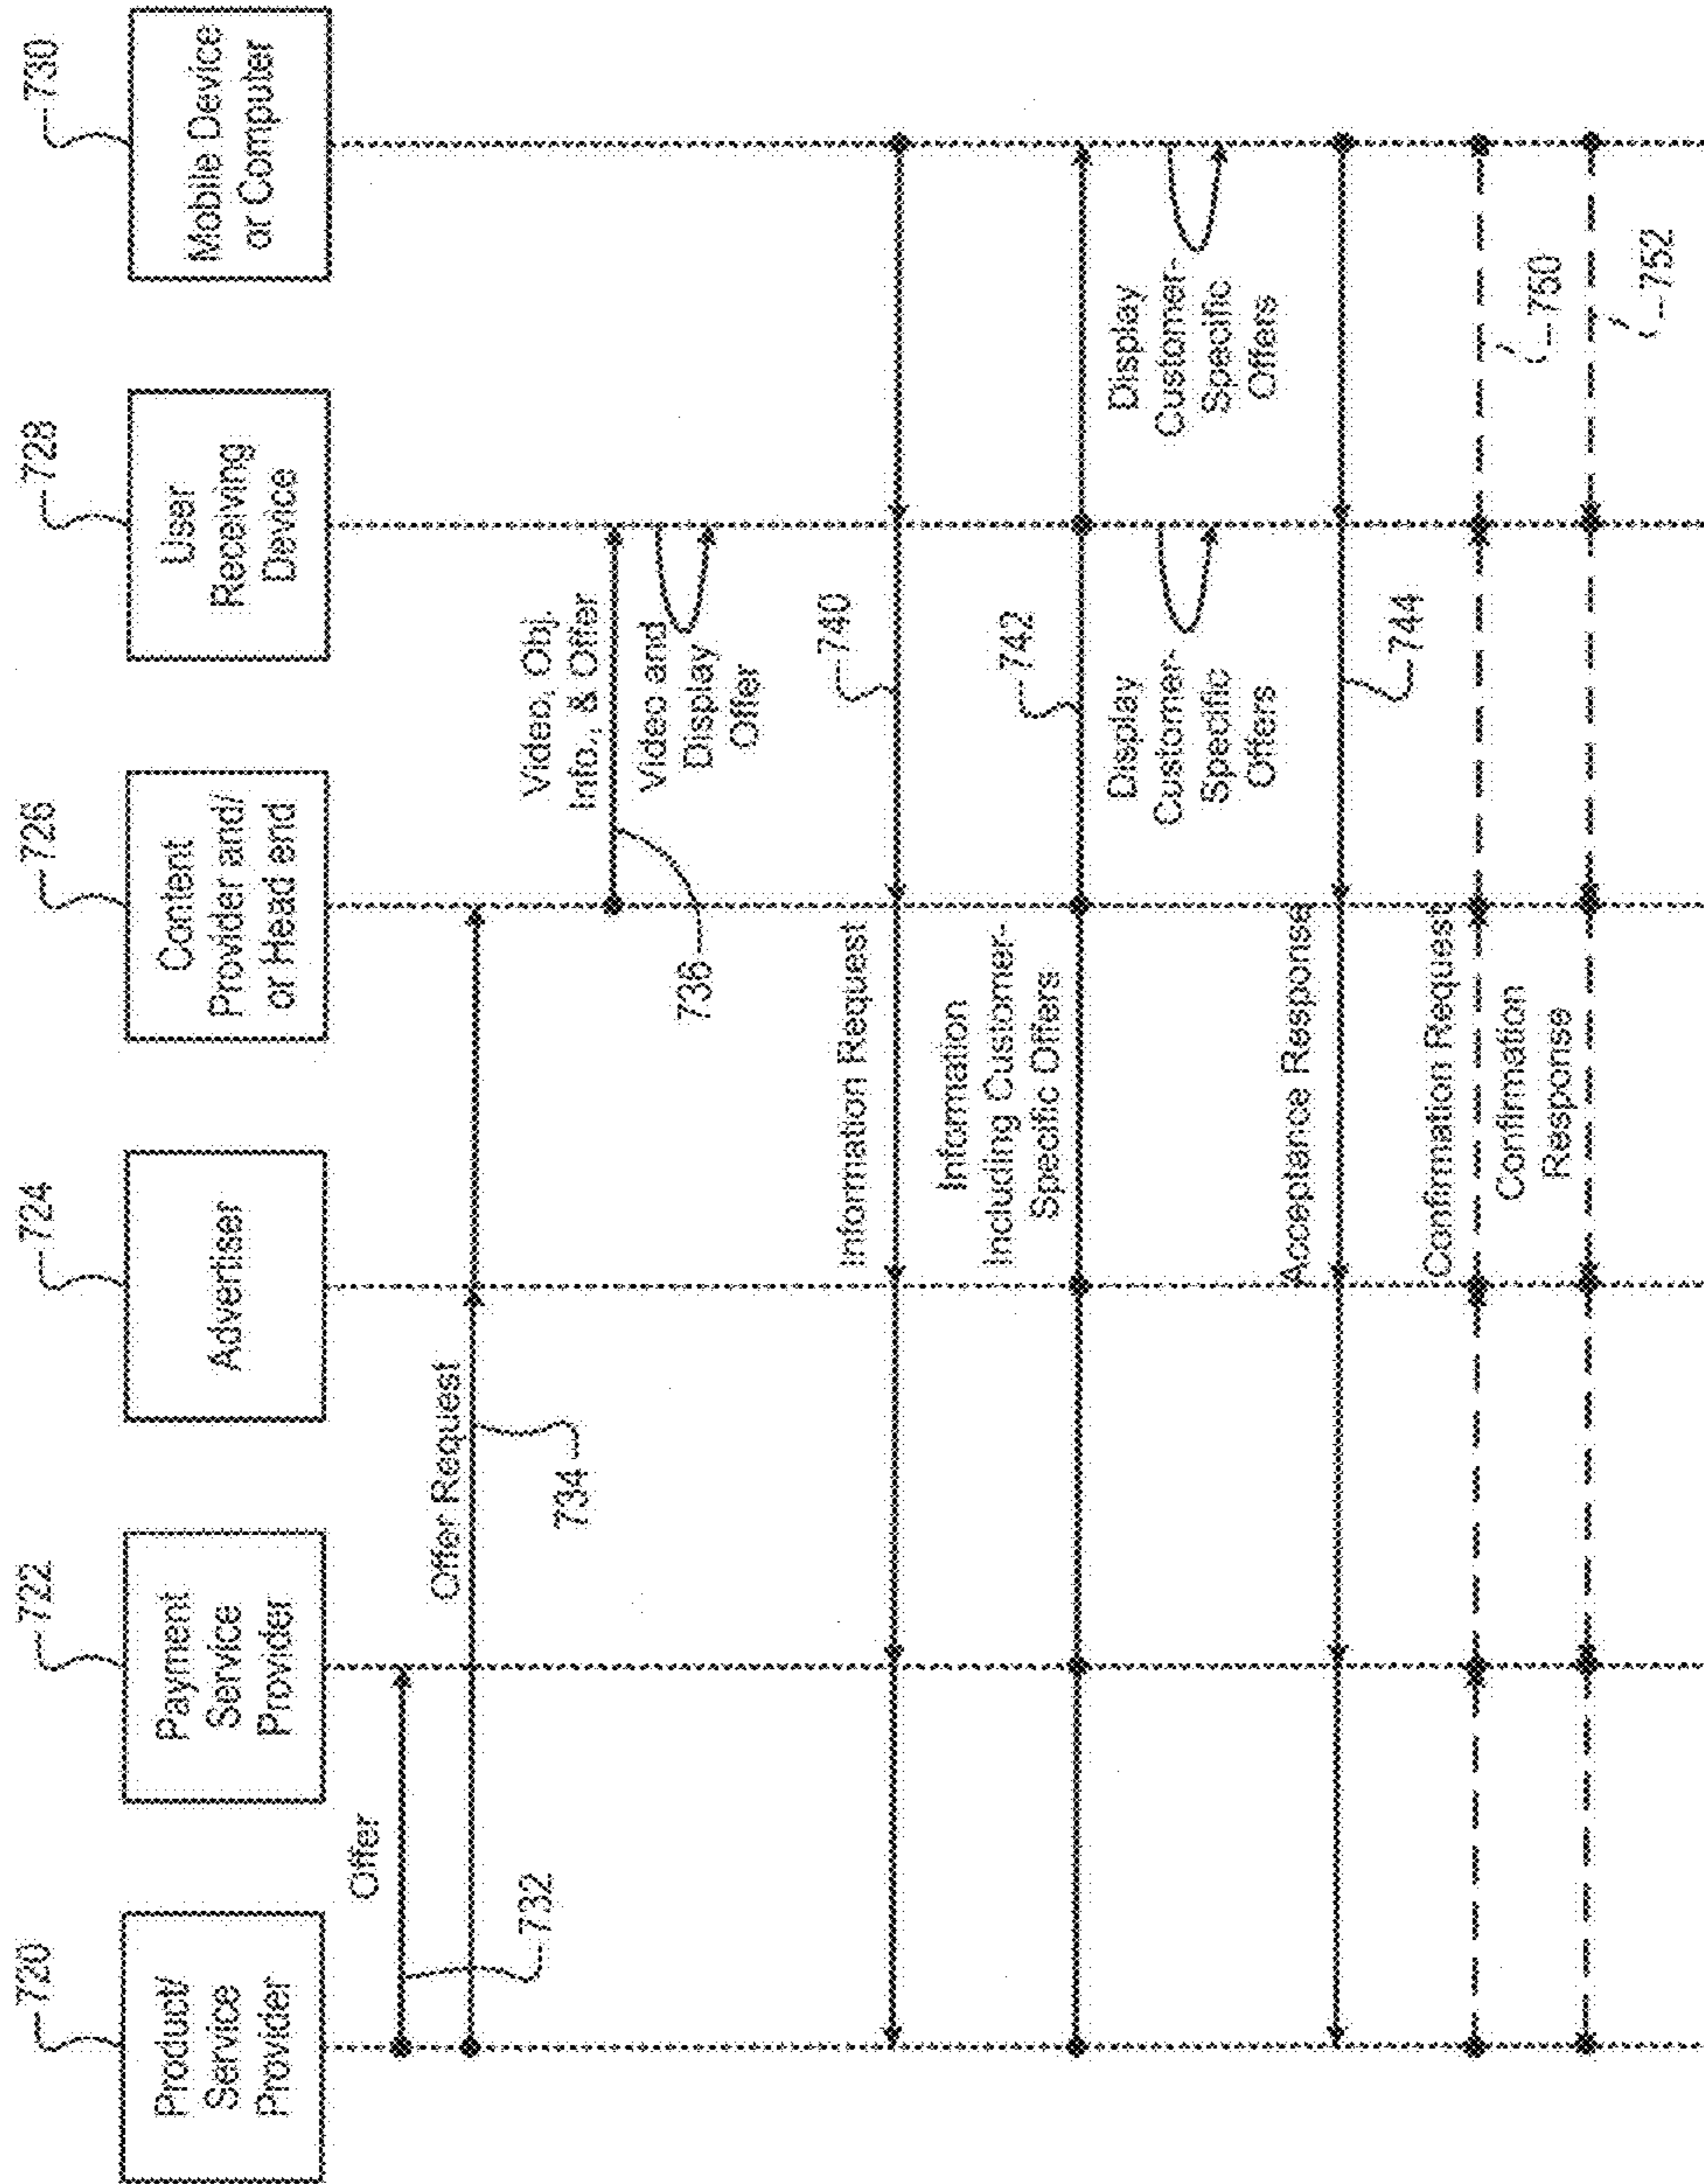 720
Product/
Service
Provider
722
Payment
Service
Provider
724
Advertiser
726
Content
Provider and/
or Head end
728
User
Receiving
Device
730
Mobile Device
or Computer
Offer
732
Offer Request
734
Video, Obj.
Info., & Offer
736
Video and
Display
Offer
Information Request
740
Information
Including Customer-
Specific Offers
742
Display
Customer-
Specific
Offers
Display
Customer-
Specific
Offers
Acceptance Response
744
Confirmation Request
750
Confirmation
Response
752